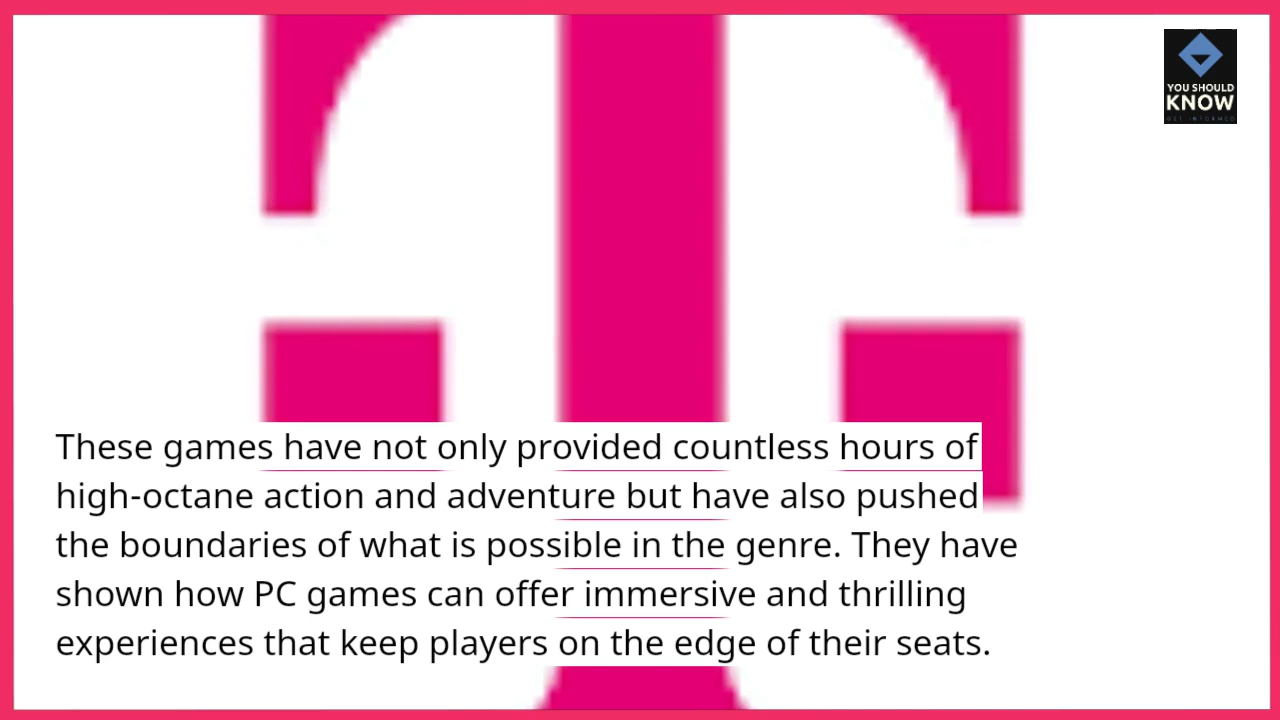 YOU SHOULD
KNOW
GET INFORMED
These games have not only provided countless hours of
high-octane action and adventure but have also pushed
the boundaries of what is possible in the genre. They have
shown how PC games can offer immersive and thrilling
experiences that keep players on the edge of their seats.